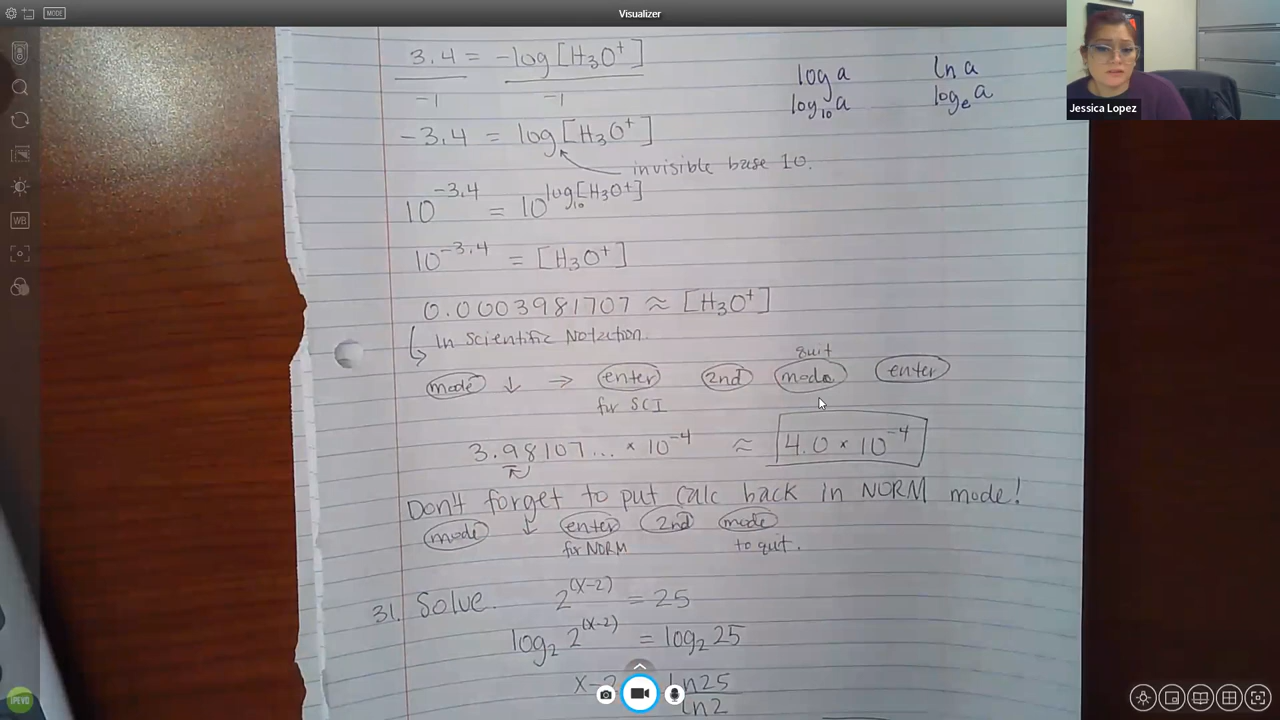 MODE
Visualizer
WB
Jessica Lopez
3.4 = -log[H₃O⁺]
-1 -1
log a ln a
log₁₀ a logₑ a
-3.4 = log[H₃O⁺]
invisible base 10.
10^-3.4 = 10^log₁₀[H₃O⁺]
10^-3.4 = [H₃O⁺]
0.0003981707 ≈ [H₃O⁺]
In Scientific Notation.
quit
mode ↓ → enter 2nd mode enter
for SCI
3.98107... × 10^-4 ≈ 4.0 × 10^-4
Don't forget to put calc back in NORM mode!
mode ↓ enter 2nd mode
for NORM to quit.
31. Solve. 2^(x-2) = 25
log₂ 2^(x-2) = log₂ 25
x-2 ln25
ln2
IPEVO